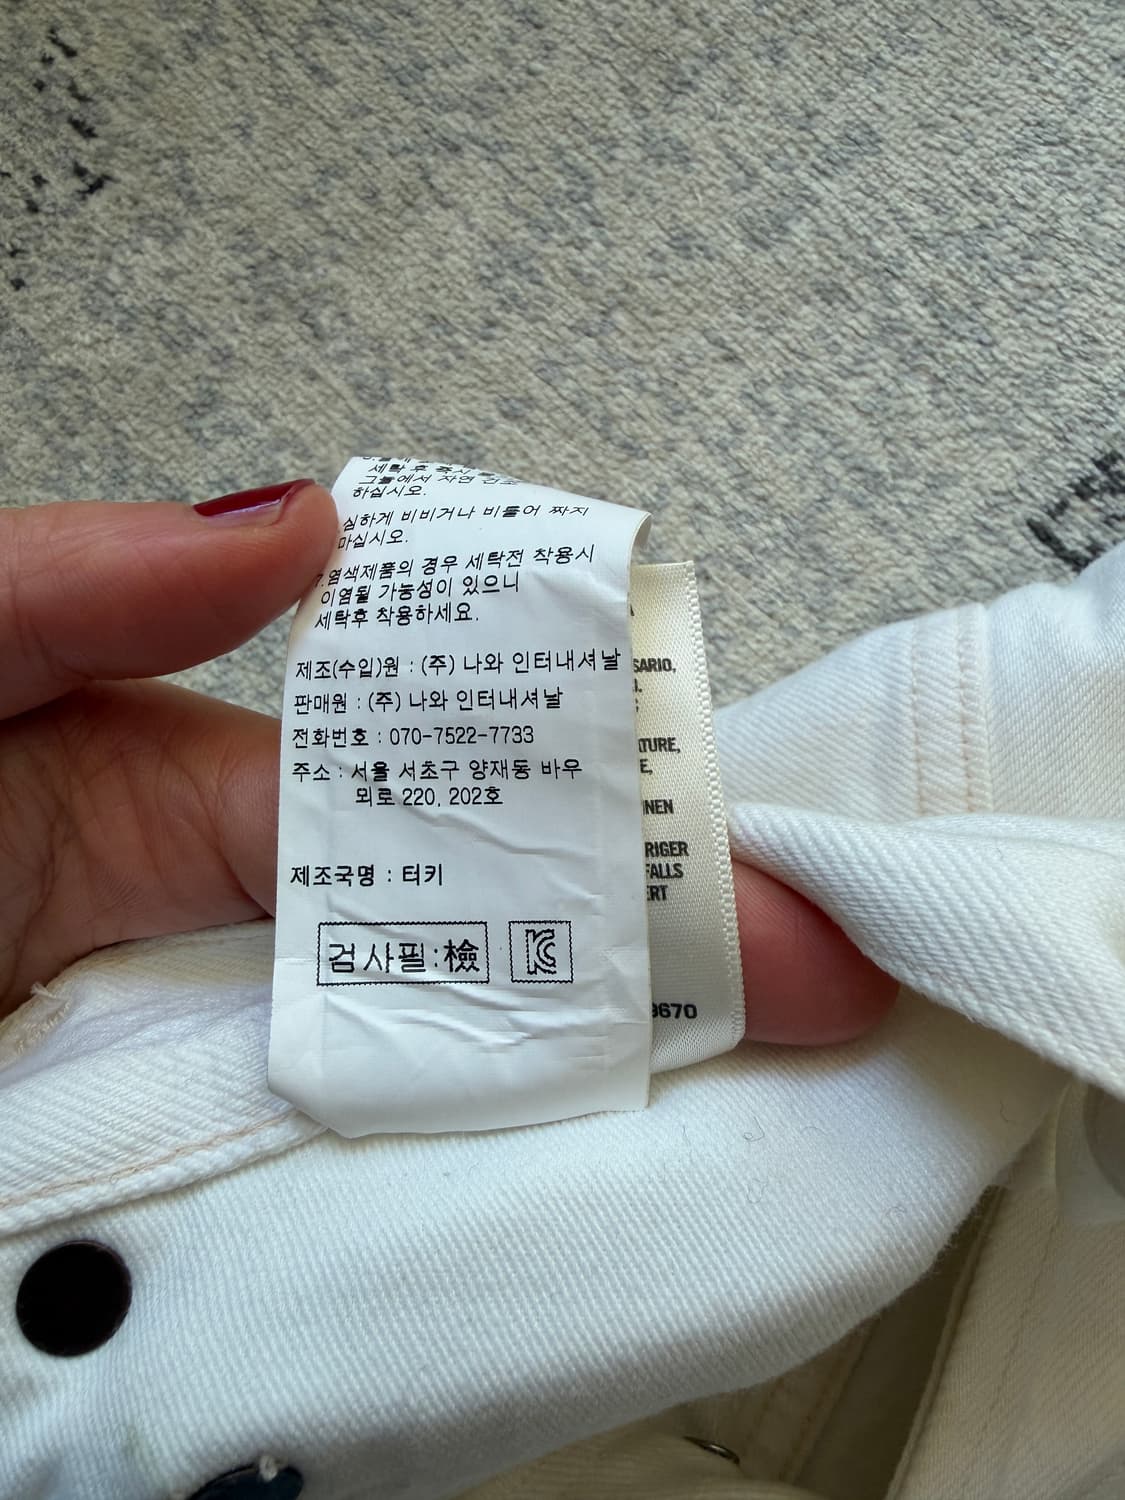 세탁 후 즉시
그늘에서 자연 건조
하십시오.
심하게 비비거나 비틀어 짜지
마십시오.
7.염색제품의 경우 세탁전 착용시
이염될 가능성이 있으니
세탁후 착용하세요.
제조(수입)원 : (주) 나와 인터내셔날
판매원 : (주) 나와 인터내셔날
전화번호 : 070-7522-7733
주소 : 서울 서초구 양재동 바우
뫼로 220, 202호
제조국명 : 터키
검사필:檢 KC
SARIO,
TURE,
E,
NEN
RIGER
FALLS
ERT
9670